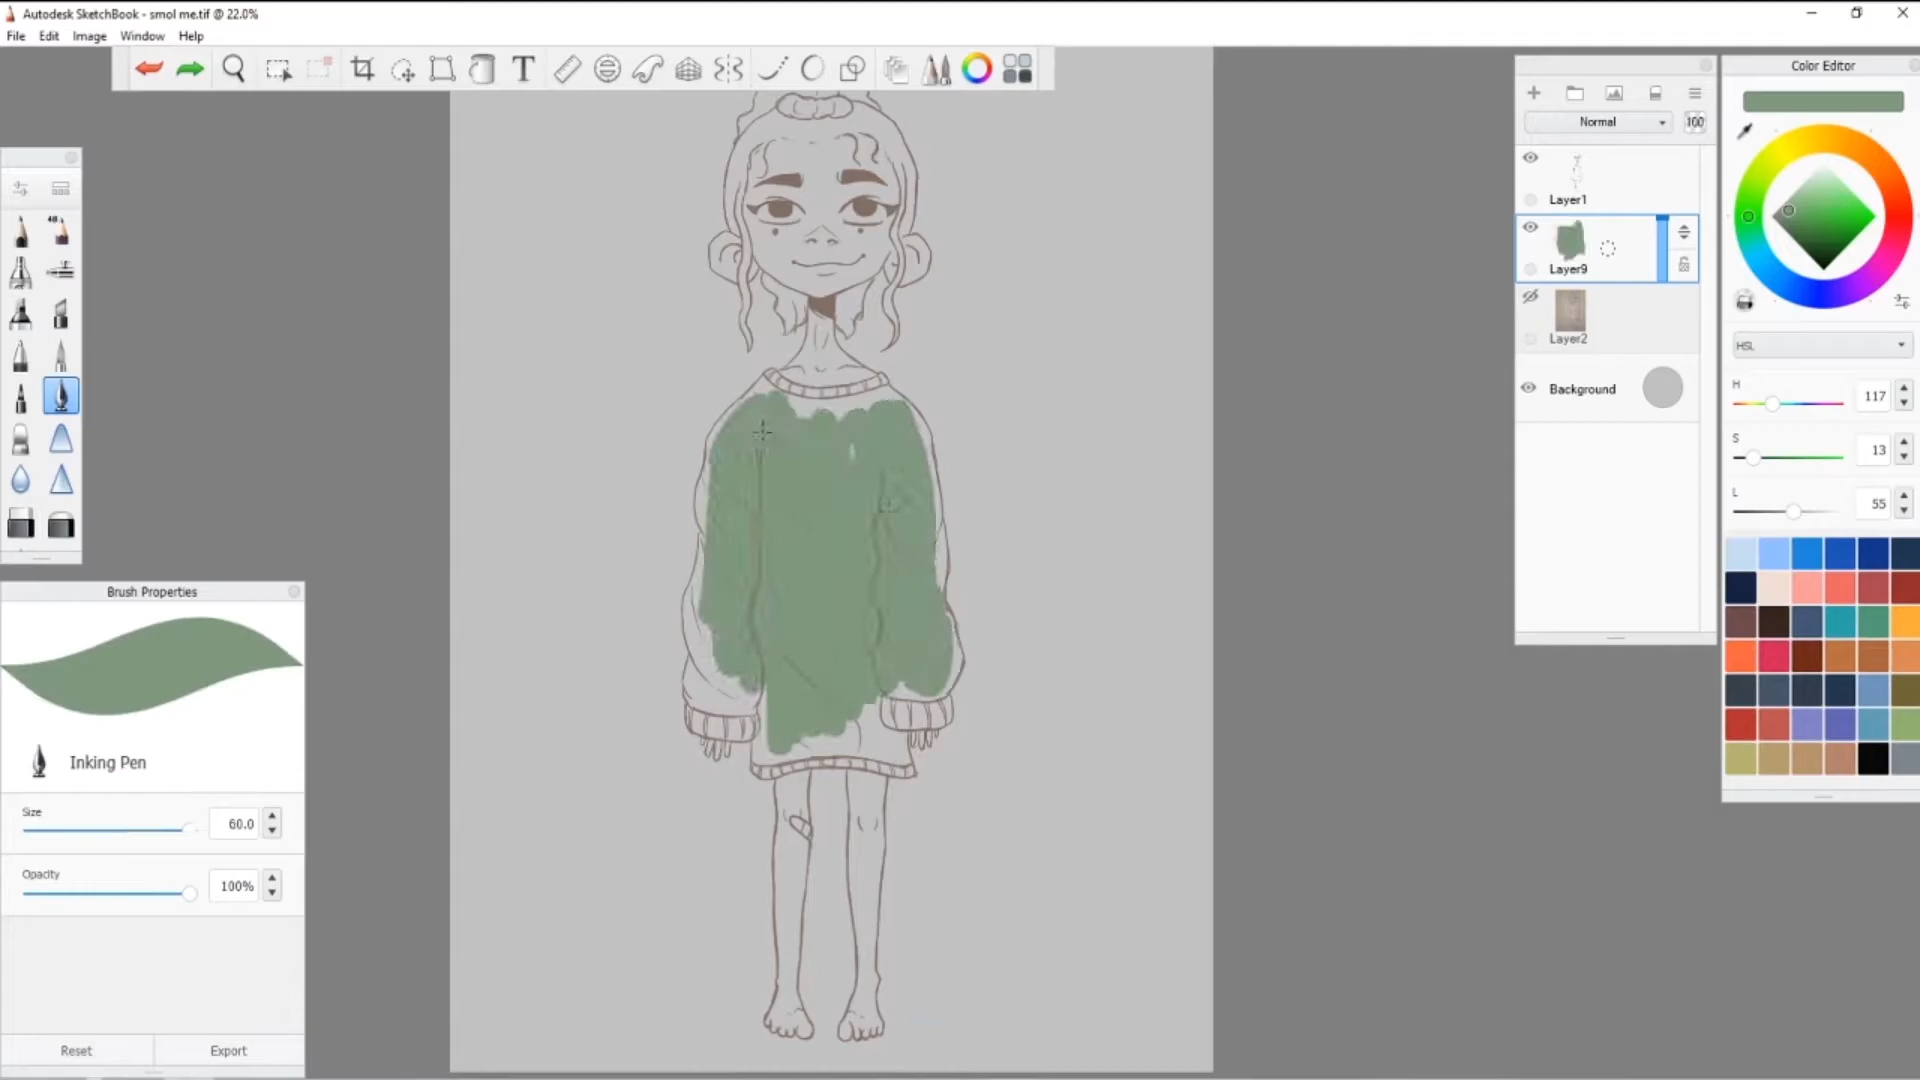 Autodesk SketchBook - smol me.tif @ 22.0%
File Edit Image Window Help
T
Color Editor
Normal 100
Layer1
Layer9
Layer2
Background
HSL
H 117
S 13
L 55
4B
Brush Properties
Inking Pen
Size 60.0
Opacity 100%
Reset Export